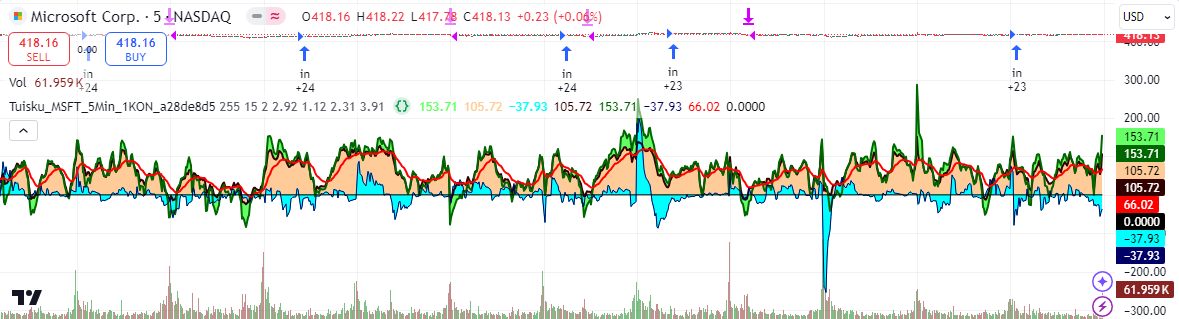 Microsoft Corp. · 5 · NASDAQ O418.16 H418.22 L417.78 C418.13 +0.23 (+0.06%) USD
418.16 SELL 0.00 418.16 BUY
418.13
400.00
in +24 in +24 in +24 in +23 in +23
Vol 61.959K
300.00
Tuisku_MSFT_5Min_1KON_a28de8d5 255 15 2 2.92 1.12 2.31 3.91 {} 153.71 105.72 −37.93 105.72 153.71 −37.93 66.02 0.0000
200.00
153.71
153.71
105.72
105.72
66.02
0.0000
−37.93
−37.93
−200.00
61.959K
−300.00